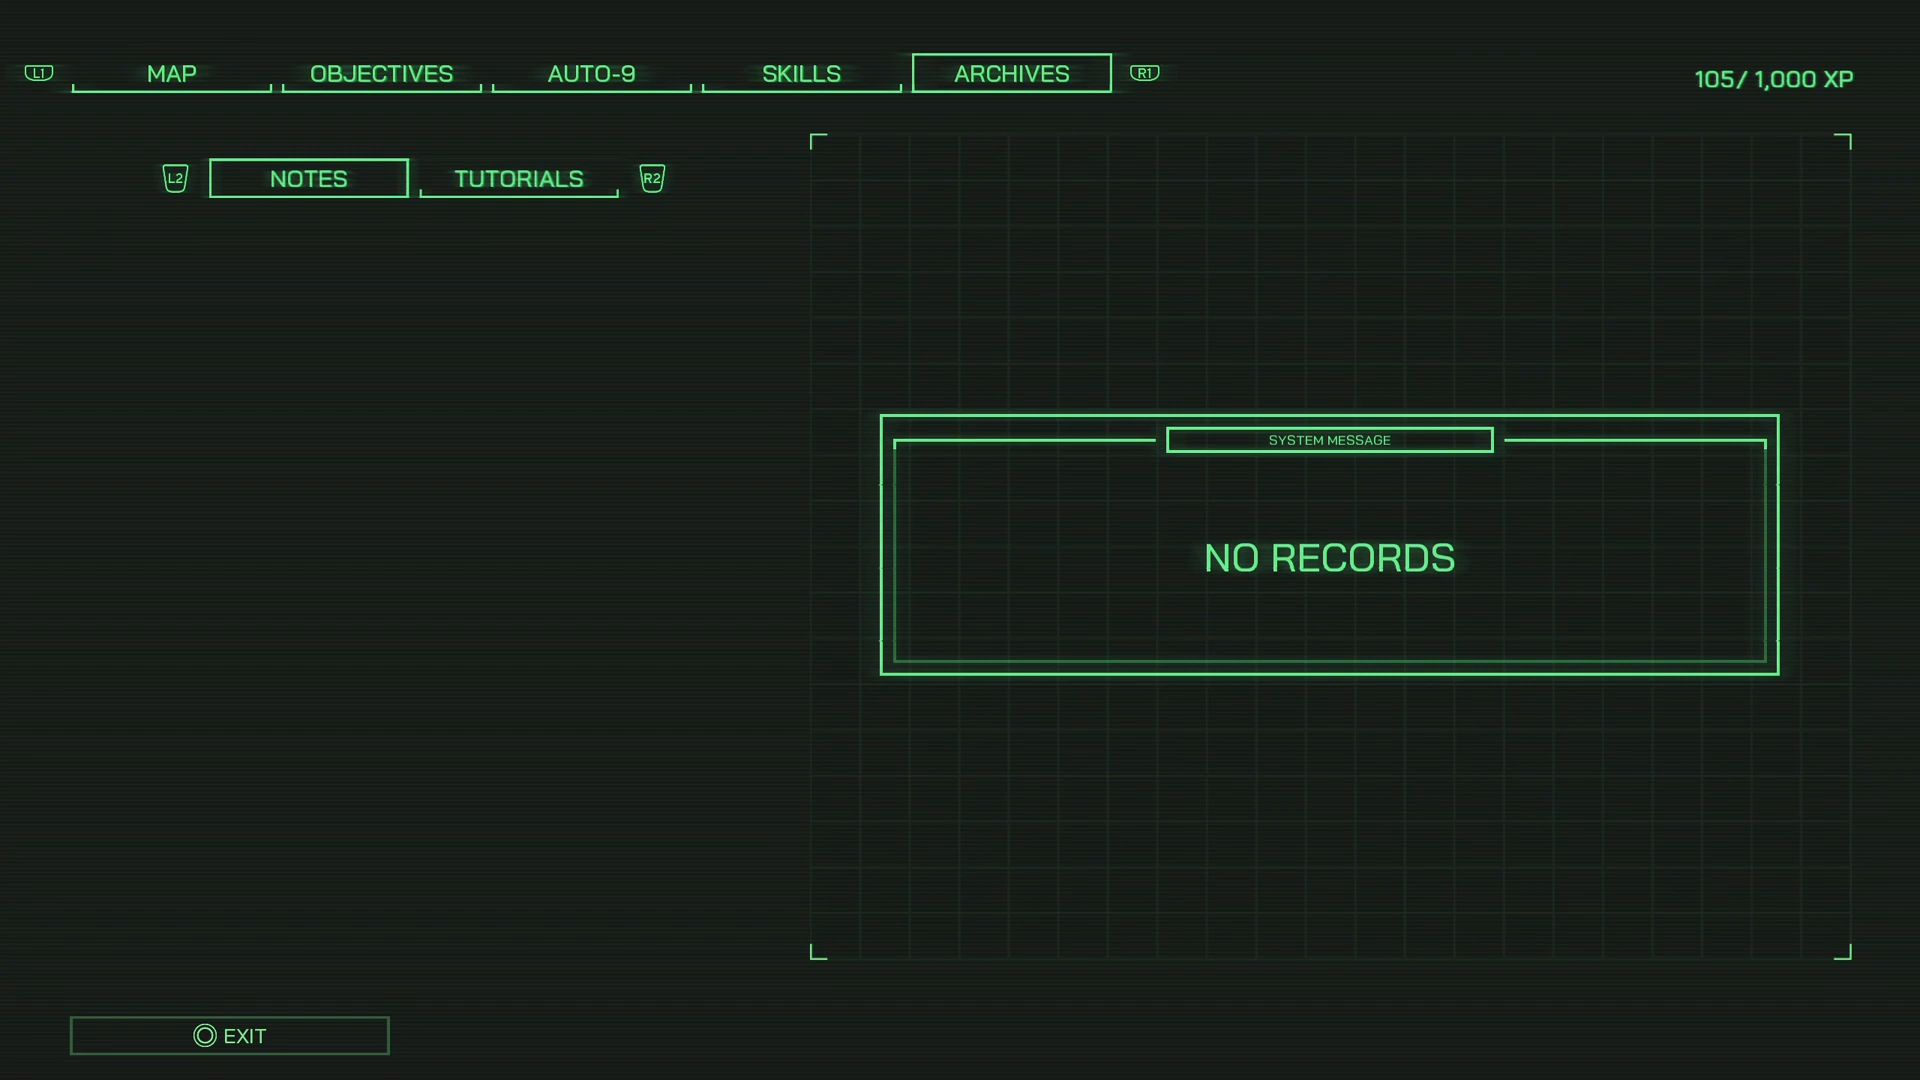 L1 MAP OBJECTIVES AUTO-9 SKILLS ARCHIVES R1
105/ 1,000 XP
L2 NOTES TUTORIALS R2
SYSTEM MESSAGE
NO RECORDS
EXIT